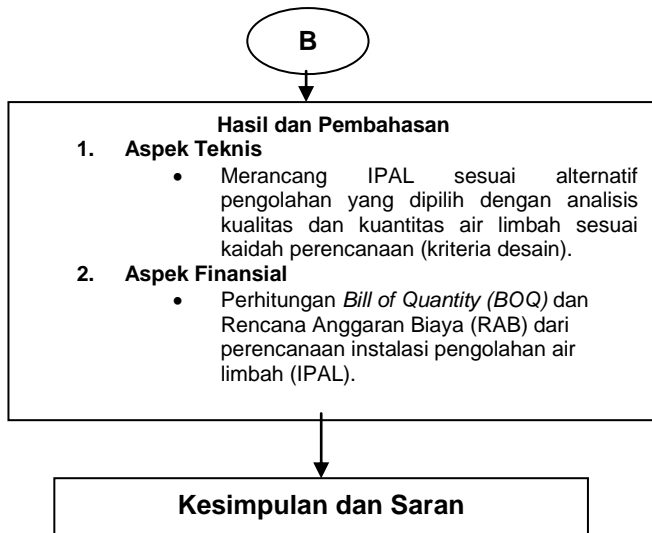 B
Hasil dan Pembahasan
1. Aspek Teknis
• Merancang IPAL sesuai alternatif
pengolahan yang dipilih dengan analisis
kualitas dan kuantitas air limbah sesuai
kaidah perencanaan (kriteria desain).
2. Aspek Finansial
• Perhitungan Bill of Quantity (BOQ) dan
Rencana Anggaran Biaya (RAB) dari
perencanaan instalasi pengolahan air
limbah (IPAL).
Kesimpulan dan Saran